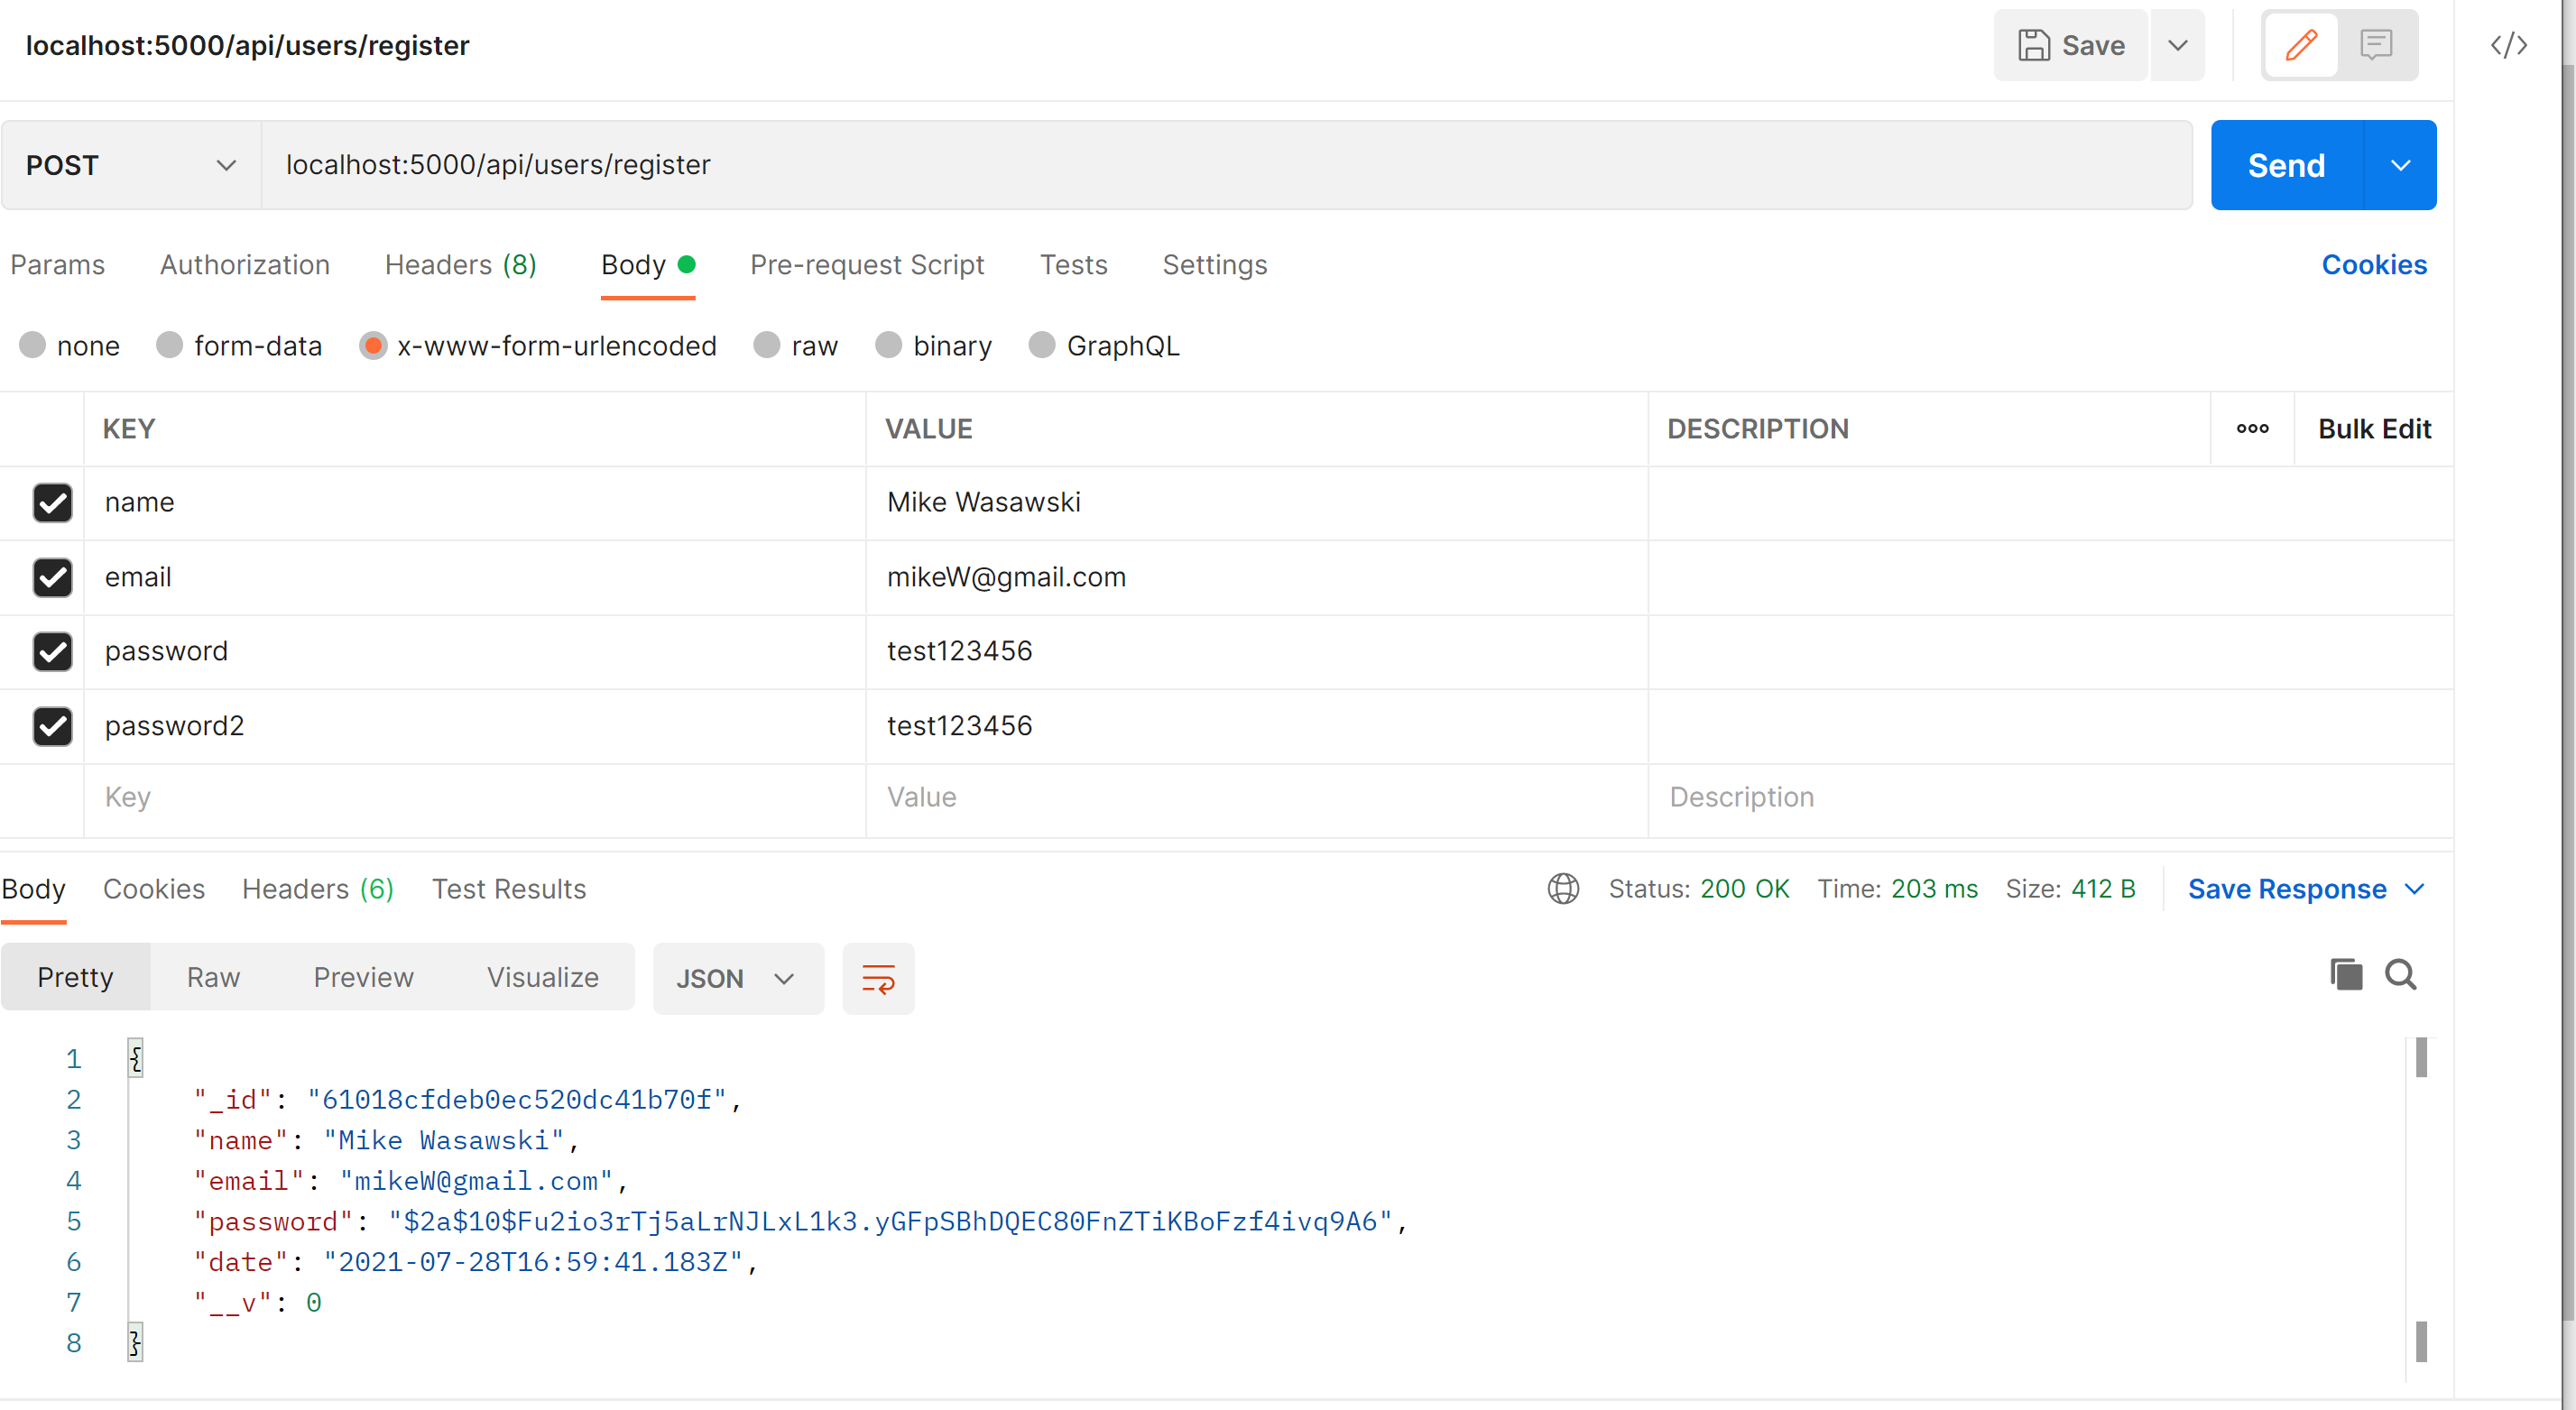 localhost:5000/api/users/register
Save
POST
localhost:5000/api/users/register
Send
Params Authorization Headers (8) Body Pre-request Script Tests Settings Cookies
none form-data x-www-form-urlencoded raw binary GraphQL
KEY VALUE DESCRIPTION Bulk Edit
name Mike Wasawski
email mikeW@gmail.com
password test123456
password2 test123456
Key Value Description
Body Cookies Headers (6) Test Results Status: 200 OK Time: 203 ms Size: 412 B Save Response
Pretty Raw Preview Visualize JSON
1 {
2 "_id": "61018cfdeb0ec520dc41b70f",
3 "name": "Mike Wasawski",
4 "email": "mikeW@gmail.com",
5 "password": "$2a$10$Fu2io3rTj5aLrNJLxL1k3.yGFpSBhDQEC80FnZTiKBoFzf4ivq9A6",
6 "date": "2021-07-28T16:59:41.183Z",
7 "__v": 0
8 }